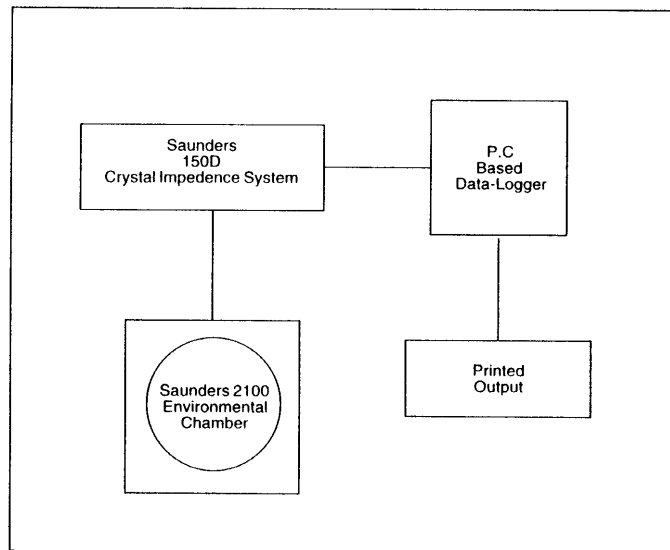 Saunders
150D
Crystal Impedence System
P.C
Based
Data-Logger
Saunders 2100
Environmental
Chamber
Printed
Output